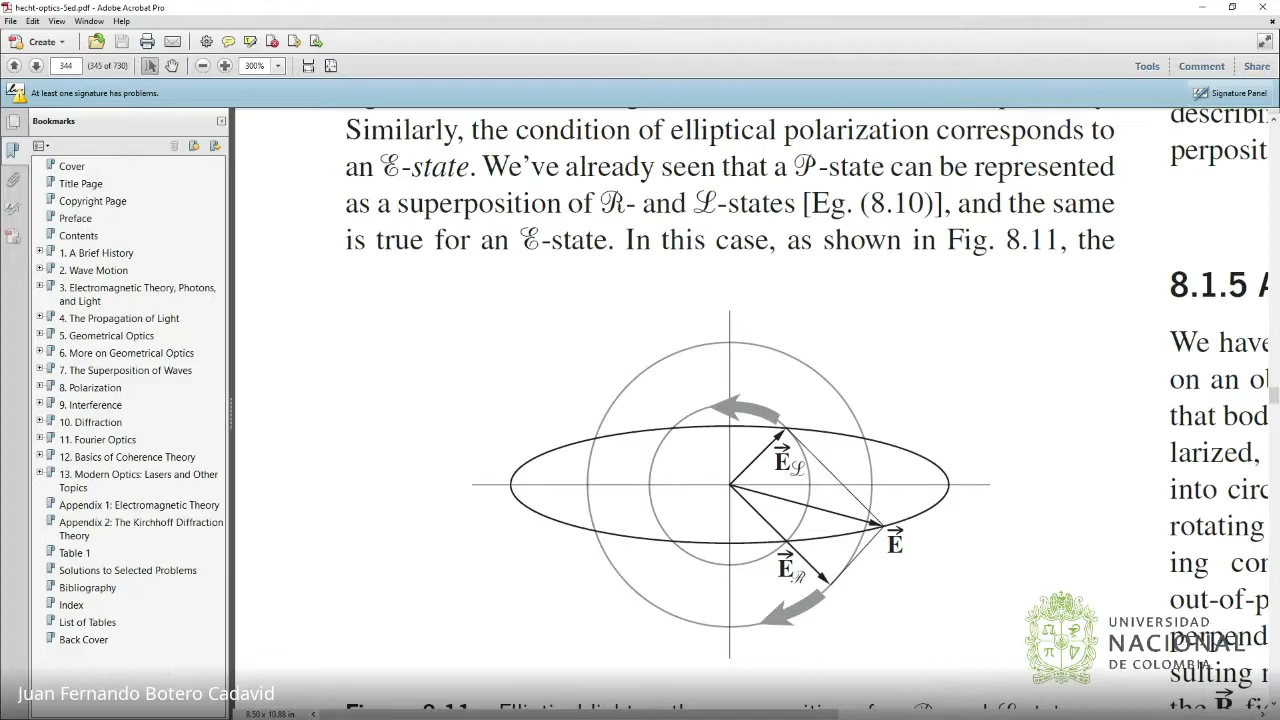 hecht-optics-5ed.pdf - Adobe Acrobat Pro
File Edit View Window Help
Create
344 (345 of 730) 300% Tools Comment Share
At least one signature has problems. Signature Panel
Bookmarks
Cover
Title Page
Copyright Page
Preface
Contents
1. A Brief History
2. Wave Motion
3. Electromagnetic Theory, Photons,
and Light
4. The Propagation of Light
5. Geometrical Optics
6. More on Geometrical Optics
7. The Superposition of Waves
8. Polarization
9. Interference
10. Diffraction
11. Fourier Optics
12. Basics of Coherence Theory
13. Modern Optics: Lasers and Other
Topics
Appendix 1: Electromagnetic Theory
Appendix 2: The Kirchhoff Diffraction
Theory
Table 1
Solutions to Selected Problems
Bibliography
Index
List of Tables
Back Cover
Similarly, the condition of elliptical polarization corresponds to
an ℰ-state. We've already seen that a 𝒫-state can be represented
as a superposition of ℛ- and ℒ-states [Eg. (8.10)], and the same
is true for an ℰ-state. In this case, as shown in Fig. 8.11, the
E⃗ℒ
E⃗
E⃗ℛ
describin
perposit
8.1.5 A
We have
on an ob
that bod
larized,
into circ
rotating
ing con
out-of-p
perpend
sulting r
the R⃗ fi
UNIVERSIDAD
NACIONAL
DE COLOMBIA
Juan Fernando Botero Cadavid
8.50 x 10.88 in